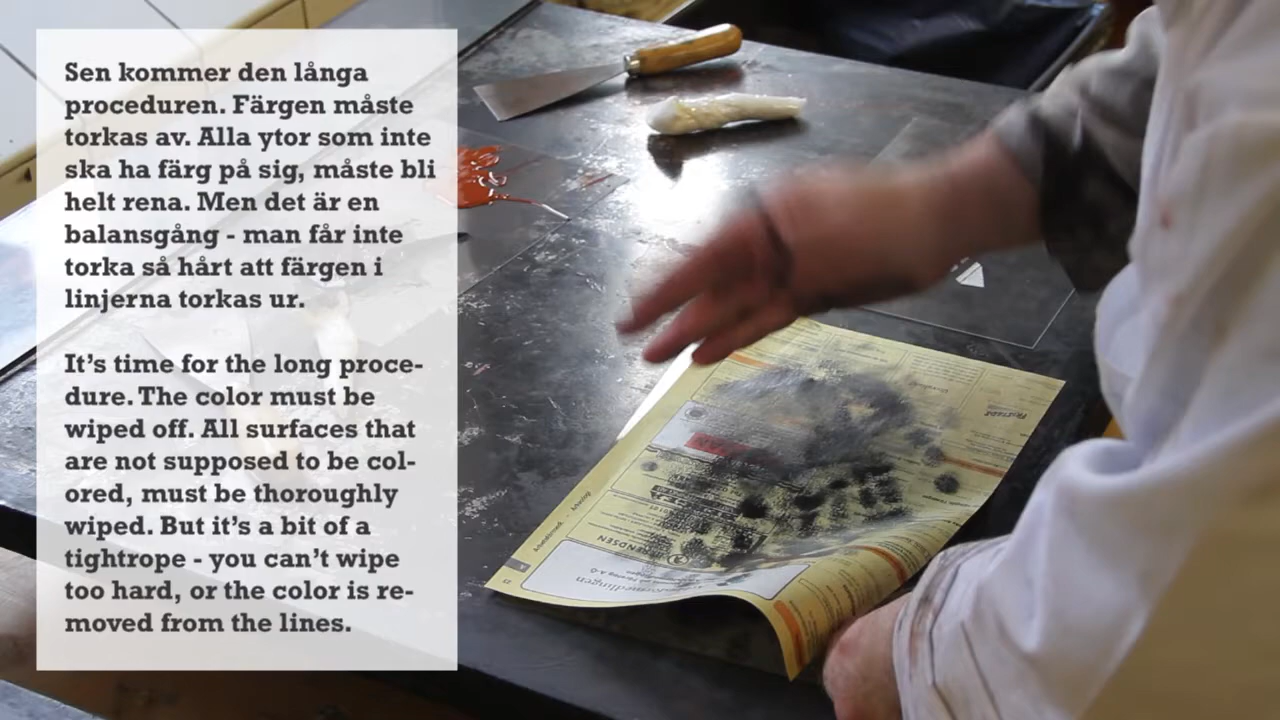 Sen kommer den långa
proceduren. Färgen måste
torkas av. Alla ytor som inte
ska ha färg på sig, måste bli
helt rena. Men det är en
balansgång - man får inte
torka så hårt att färgen i
linjerna torkas ur.
It's time for the long proce-
dure. The color must be
wiped off. All surfaces that
are not supposed to be col-
ored, must be thoroughly
wiped. But it's a bit of a
tightrope - you can't wipe
too hard, or the color is re-
moved from the lines.